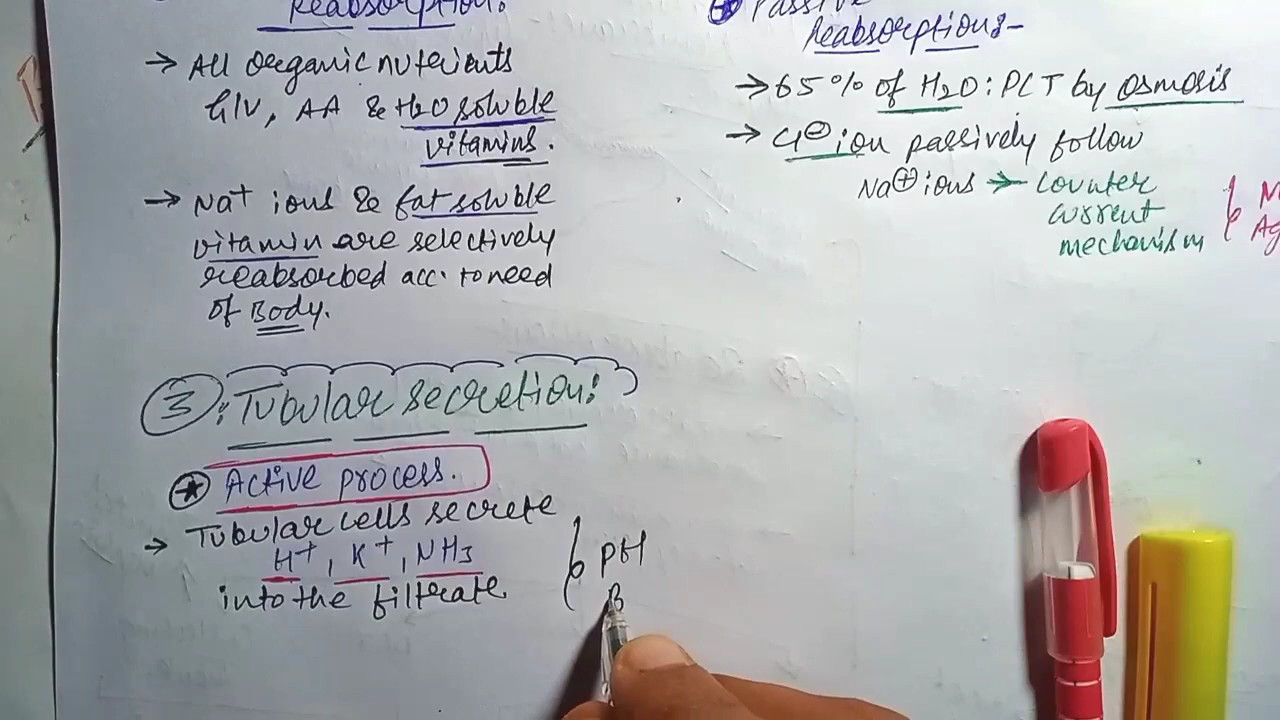 Reabsorption:
→ All organic nutrients
Glu, AA & H2O soluble
vitamins.
→ Na+ ions & fat soluble
vitamin are selectively
reabsorbed acc. to need
of Body.
Passive
Reabsorptions-
→ 65% of H2O: PCT by osmosis
→ Cl⊖ ion passively follow
Na⊕ ions → counter
current
mechanism
③: Tubular secretion:
Active process.
→ Tubular cells secrete
H+, K+, NH3
into the filterate
PH
B